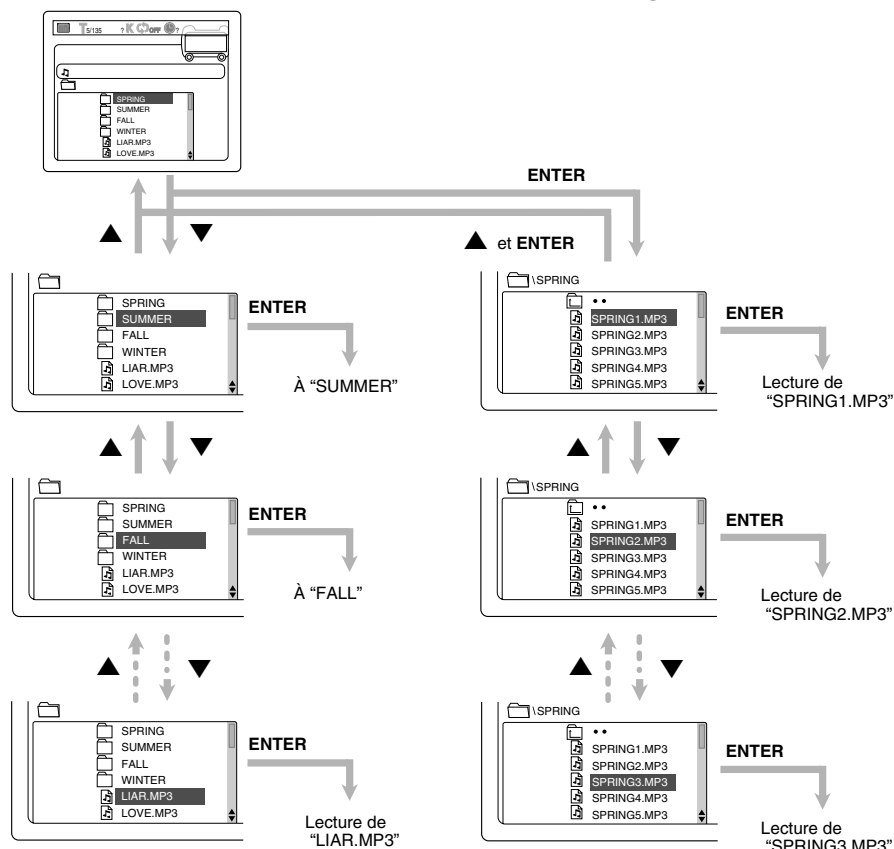 T5/135 ? K OFF ?
SPRING
SUMMER
FALL
WINTER
LIAR.MP3
LOVE.MP3
ENTER
▲ ▼
▲ et ENTER
SPRING
SUMMER
FALL
WINTER
LIAR.MP3
LOVE.MP3
ENTER
À “SUMMER”
\SPRING
••
SPRING1.MP3
SPRING2.MP3
SPRING3.MP3
SPRING4.MP3
SPRING5.MP3
ENTER
Lecture de
“SPRING1.MP3”
▲ ▼
▲ ▼
SPRING
SUMMER
FALL
WINTER
LIAR.MP3
LOVE.MP3
ENTER
À “FALL”
\SPRING
••
SPRING1.MP3
SPRING2.MP3
SPRING3.MP3
SPRING4.MP3
SPRING5.MP3
ENTER
Lecture de
“SPRING2.MP3”
▲ ▼
▲ ▼
SPRING
SUMMER
FALL
WINTER
LIAR.MP3
LOVE.MP3
ENTER
Lecture de
“LIAR.MP3”
\SPRING
••
SPRING1.MP3
SPRING2.MP3
SPRING3.MP3
SPRING4.MP3
SPRING5.MP3
ENTER
Lecture de
“SPRING3.MP3”